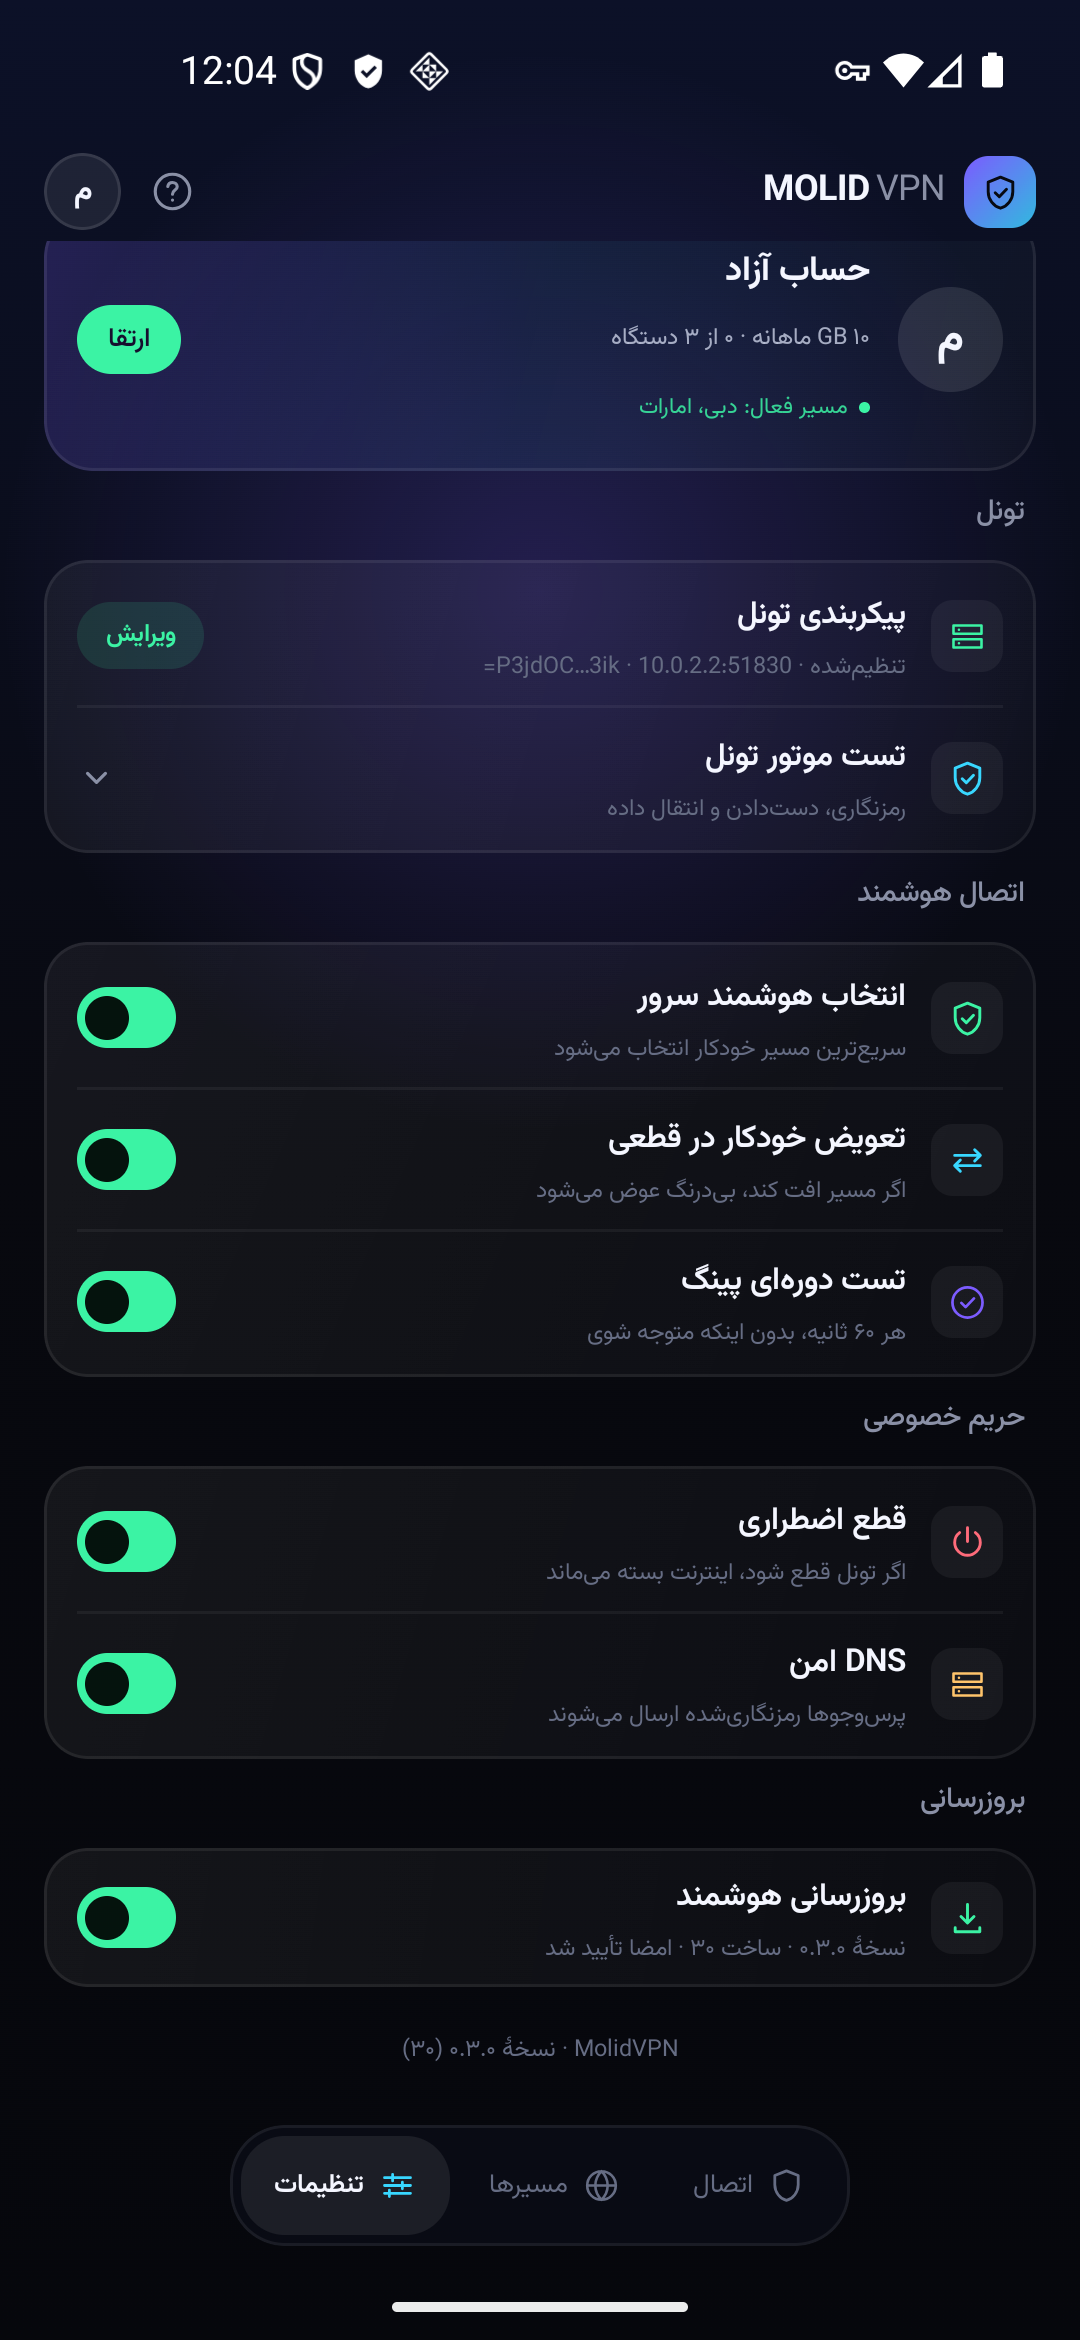 12:04
MOLID VPN
م
حساب آزاد
م
۱۰ GB ماهانه · ۰ از ۳ دستگاه
ارتقا
مسیر فعال: دبی، امارات
تونل
پیکربندی تونل
ویرایش
تنظیم‌شده · 10.0.2.2:51830 · P3jdOC…3ik=
تست موتور تونل
رمزنگاری، دست‌دادن و انتقال داده
اتصال هوشمند
انتخاب هوشمند سرور
سریع‌ترین مسیر خودکار انتخاب می‌شود
تعویض خودکار در قطعی
اگر مسیر افت کند، بی‌درنگ عوض می‌شود
تست دوره‌ای پینگ
هر ۶۰ ثانیه، بدون اینکه متوجه شوی
حریم خصوصی
قطع اضطراری
اگر تونل قطع شود، اینترنت بسته می‌ماند
DNS امن
پرس‌وجوها رمزنگاری‌شده ارسال می‌شوند
بروزرسانی
بروزرسانی هوشمند
نسخهٔ ۰.۳.۰ · ساخت ۳۰ · امضا تأیید شد
MolidVPN · نسخهٔ ۰.۳.۰ (۳۰)
اتصال
مسیرها
تنظیمات